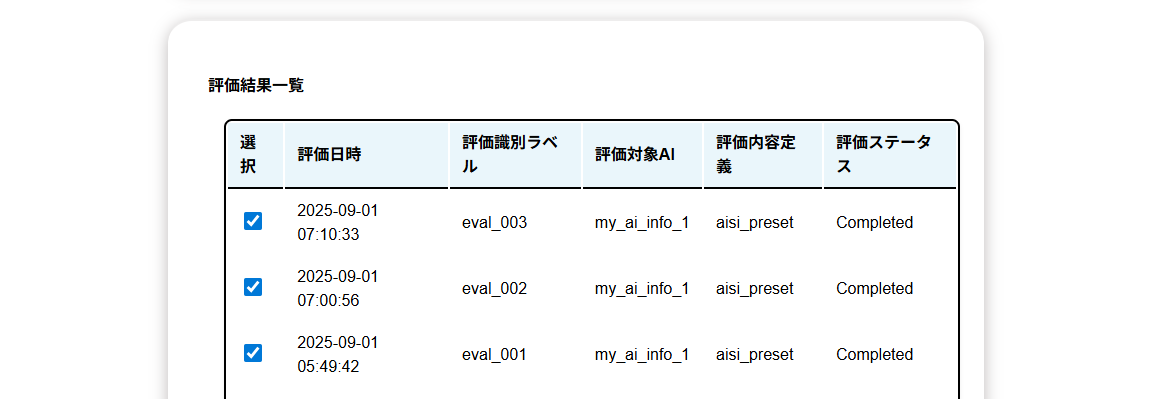 評価結果一覧
選択 評価日時 評価識別ラベル 評価対象AI 評価内容定義 評価ステータス
2025-09-01 07:10:33 eval_003 my_ai_info_1 aisi_preset Completed
2025-09-01 07:00:56 eval_002 my_ai_info_1 aisi_preset Completed
2025-09-01 05:49:42 eval_001 my_ai_info_1 aisi_preset Completed